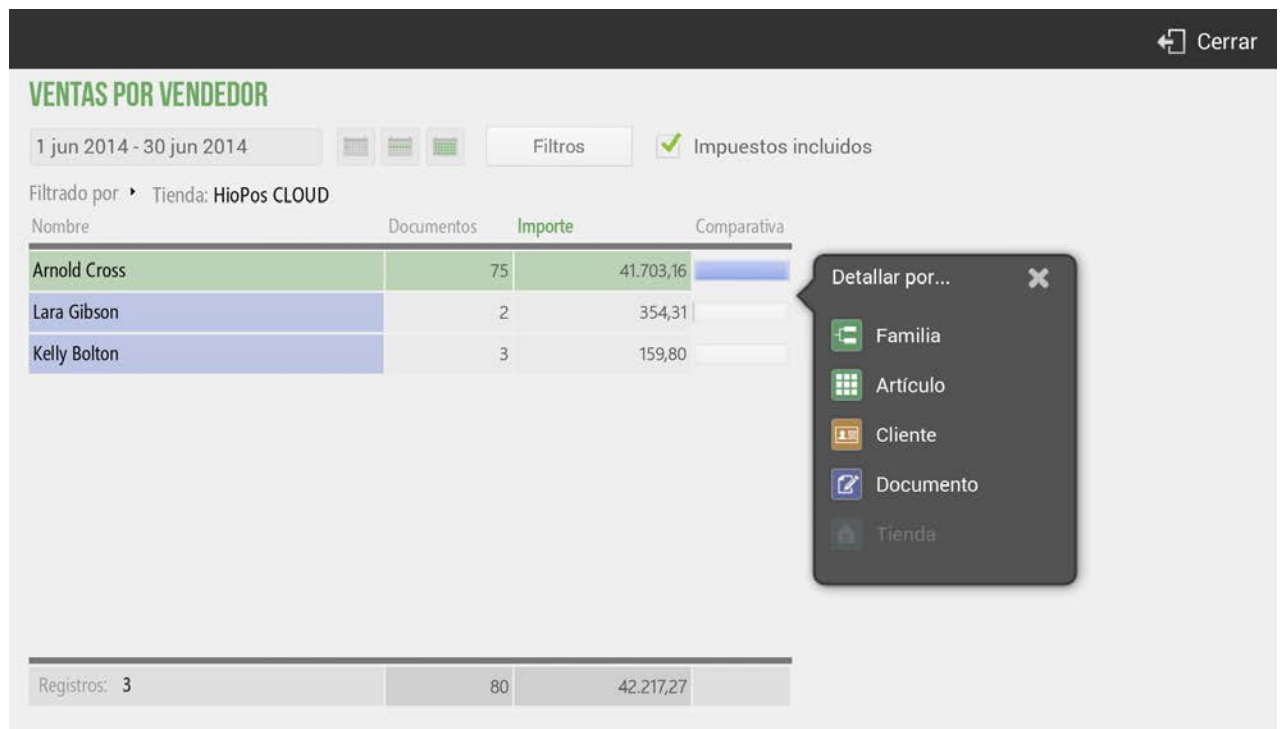 Cerrar
VENTAS POR VENDEDOR
1 jun 2014 - 30 jun 2014 Filtros Impuestos incluidos
Filtrado por Tienda: HioPos CLOUD
Nombre Documentos Importe Comparativa
Arnold Cross 75 41.703,16
Lara Gibson 2 354,31
Kelly Bolton 3 159,80
Detallar por...
Familia
Artículo
Cliente
Documento
Tienda
Registros: 3 80 42.217,27